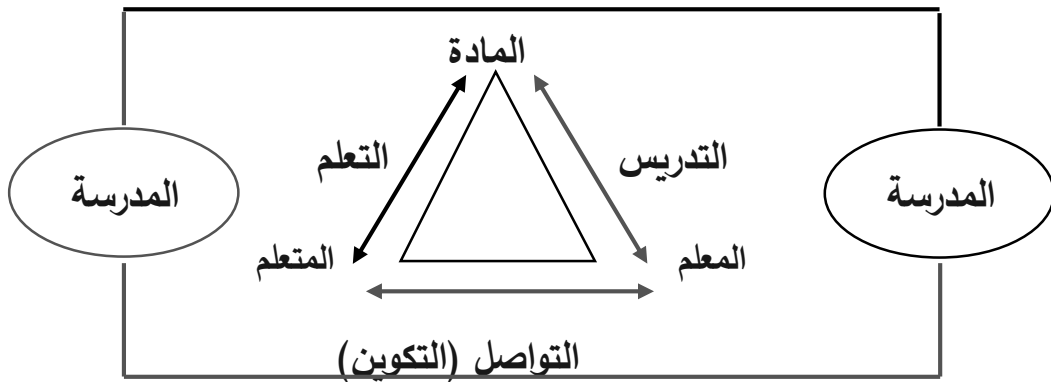 المادة
التدريس
التعلم
المدرسة
المدرسة
المعلم
المتعلم
التواصل (التكوين)